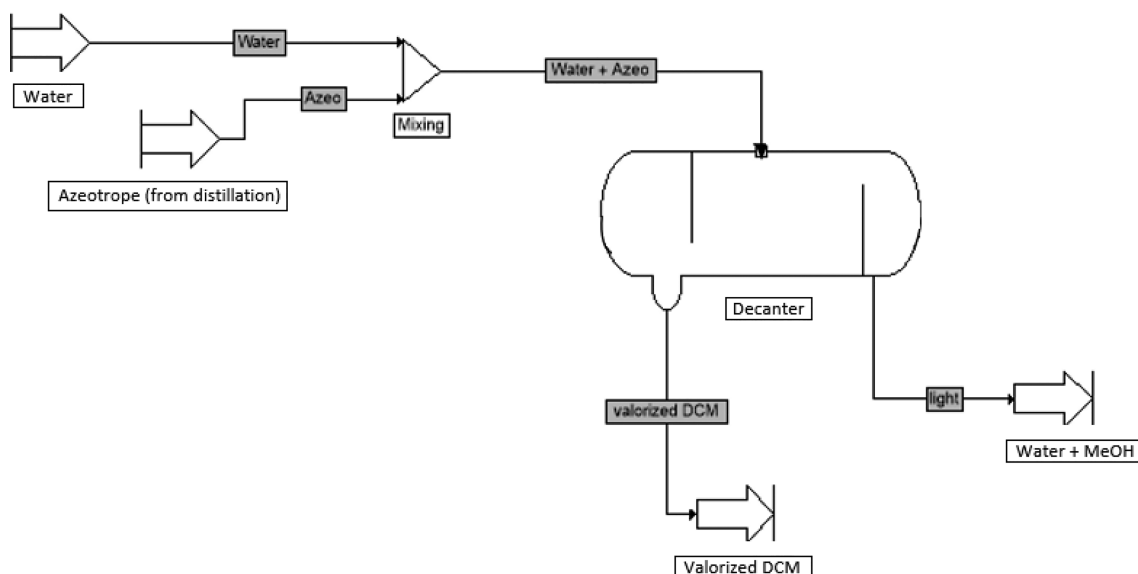 Water
Water + Azeo
Water
Azeo
Mixing
Azeotrope (from distillation)
Decanter
valorized DCM
light
Water + MeOH
Valorized DCM